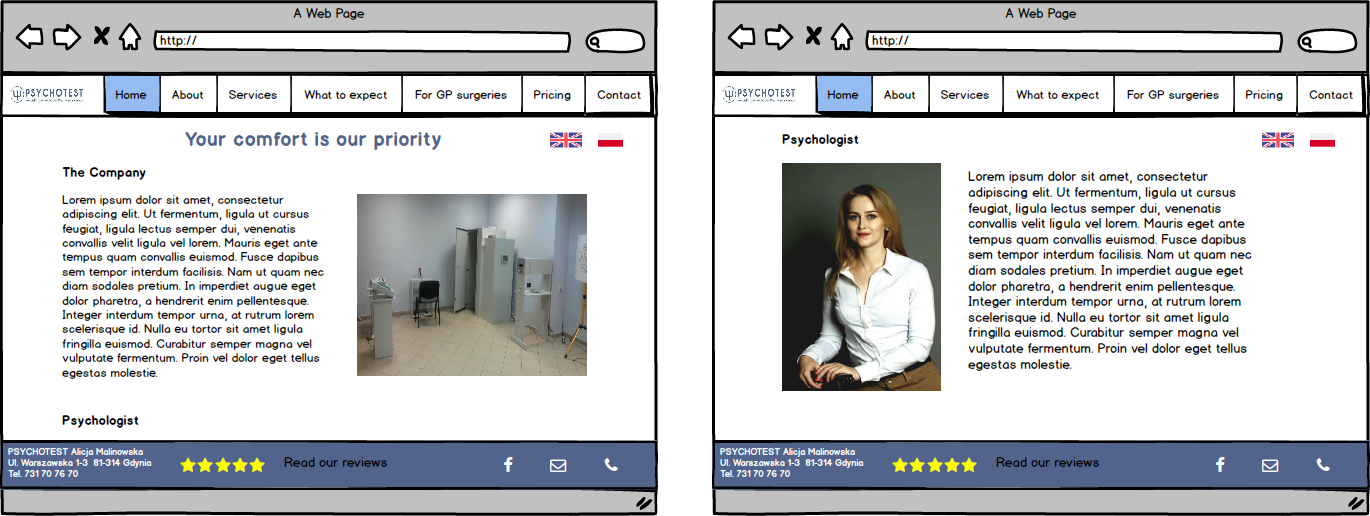 A Web Page
http://
PSYCHOTEST
Home
About
Services
What to expect
For GP surgeries
Pricing
Contact
Your comfort is our priority
The Company
Lorem ipsum dolor sit amet, consectetur
adipiscing elit. Ut fermentum, ligula ut cursus
feugiat, ligula lectus semper dui, venenatis
convallis velit ligula vel lorem. Mauris eget ante
tempus quam convallis euismod. Fusce dapibus
sem tempor interdum facilisis. Nam ut quam nec
diam sodales pretium. In imperdiet augue eget
dolor pharetra, a hendrerit enim pellentesque.
Integer interdum tempor urna, at rutrum lorem
scelerisque id. Nulla eu tortor sit amet ligula
fringilla euismod. Curabitur semper magna vel
vulputate fermentum. Proin vel dolor eget tellus
egestas molestie.
Psychologist
PSYCHOTEST Alicja Malinowska
Ul. Warszawska 1-3 81-314 Gdynia
Tel. 731 70 76 70
Read our reviews
A Web Page
http://
PSYCHOTEST
Home
About
Services
What to expect
For GP surgeries
Pricing
Contact
Psychologist
Lorem ipsum dolor sit amet, consectetur
adipiscing elit. Ut fermentum, ligula ut cursus
feugiat, ligula lectus semper dui, venenatis
convallis velit ligula vel lorem. Mauris eget ante
tempus quam convallis euismod. Fusce dapibus
sem tempor interdum facilisis. Nam ut quam nec
diam sodales pretium. In imperdiet augue eget
dolor pharetra, a hendrerit enim pellentesque.
Integer interdum tempor urna, at rutrum lorem
scelerisque id. Nulla eu tortor sit amet ligula
fringilla euismod. Curabitur semper magna vel
vulputate fermentum. Proin vel dolor eget tellus
egestas molestie.
PSYCHOTEST Alicja Malinowska
Ul. Warszawska 1-3 81-314 Gdynia
Tel. 731 70 76 70
Read our reviews